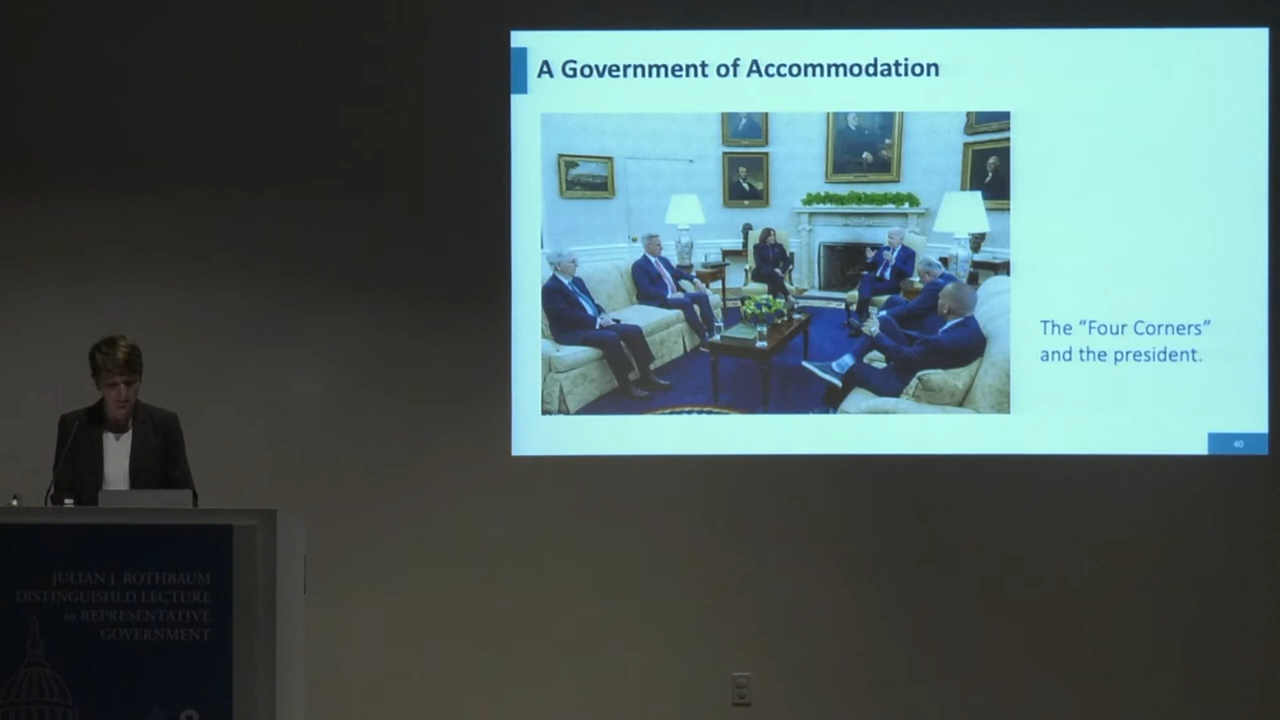 A Government of Accommodation
The “Four Corners”
and the president.
40
JULIAN J. ROTHBAUM
DISTINGUISHED LECTURE
in REPRESENTATIVE
GOVERNMENT